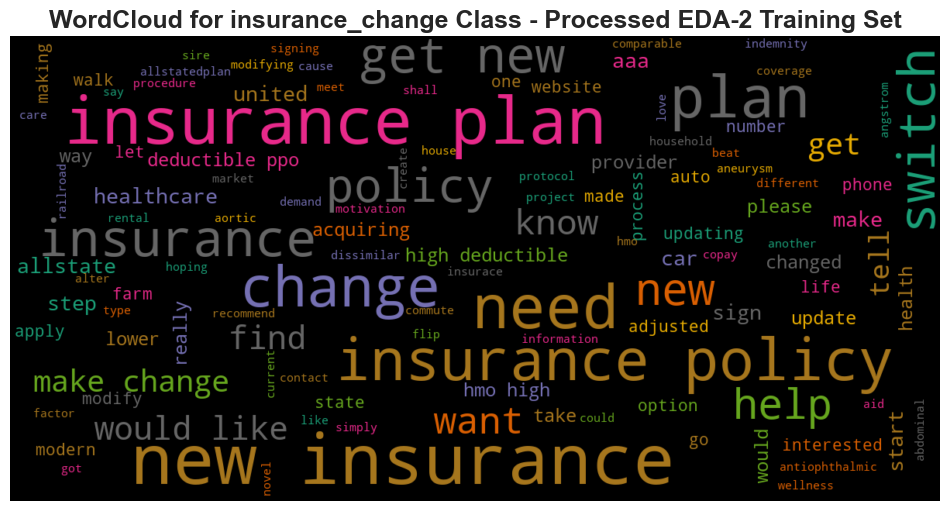 WordCloud for insurance_change Class - Processed EDA-2 Training Set
making
sire
signing
get new
comparable
indemnity
allstatedplan
modifying
cause
aaa
walk
procedure
meet
one
website
plan
coverage
switch
say
united
shall
love
angstrom
care
insurance plan
number
let
house
household
get
way
deductible ppo
create
provider
beat
aneurysm
railroad
market
policy
protocol
auto
different
phone
healthcare
demand
project
made
process
please
rental
aortic
motivation
know
make
insurance
acquiring
updating
another
tell
dissimilar
high deductible
hmo
car
copay
changed
allstate
hoping
insurace
health
alter
change
need
new
life
step
farm
type
really
recommend
commute
adjusted
sign
update
apply
lower
find
flip
information
insurance policy
make change
current
contact
hmo high
modify
state
option
help
aid
factor
would like
like
simply
want
take
could
start
abdominal
modern
go
would
interested
got
new insurance
novel
antiophthalmic
wellness